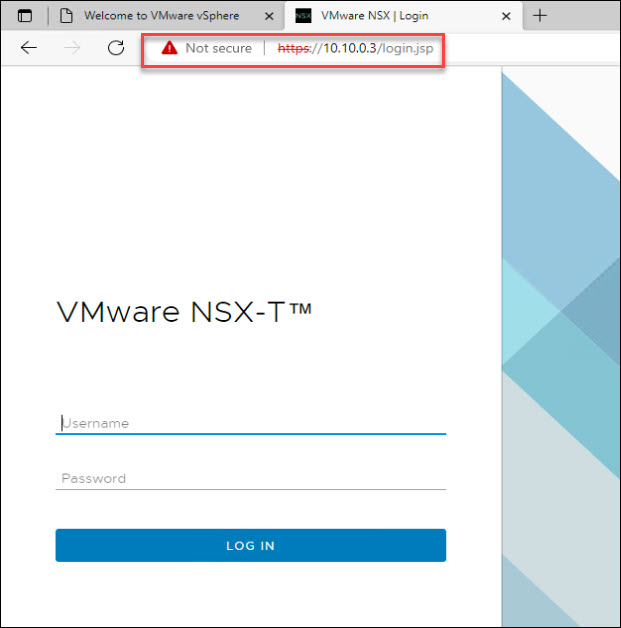 Welcome to VMware vSphere
NSX VMware NSX | Login
Not secure | https://10.10.0.3/login.jsp
VMware NSX-T™
Username
Password
LOG IN